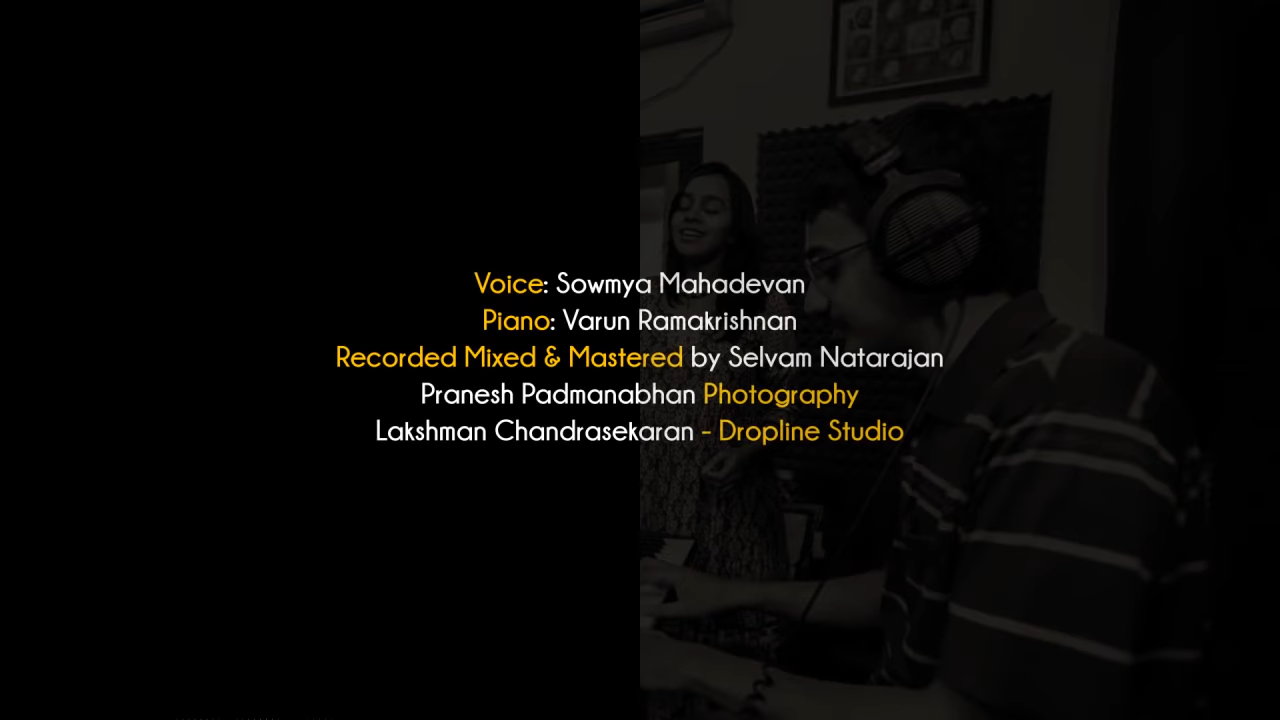 Voice: Sowmya Mahadevan
Piano: Varun Ramakrishnan
Recorded Mixed & Mastered by Selvam Natarajan
Pranesh Padmanabhan Photography
Lakshman Chandrasekaran - Dropline Studio